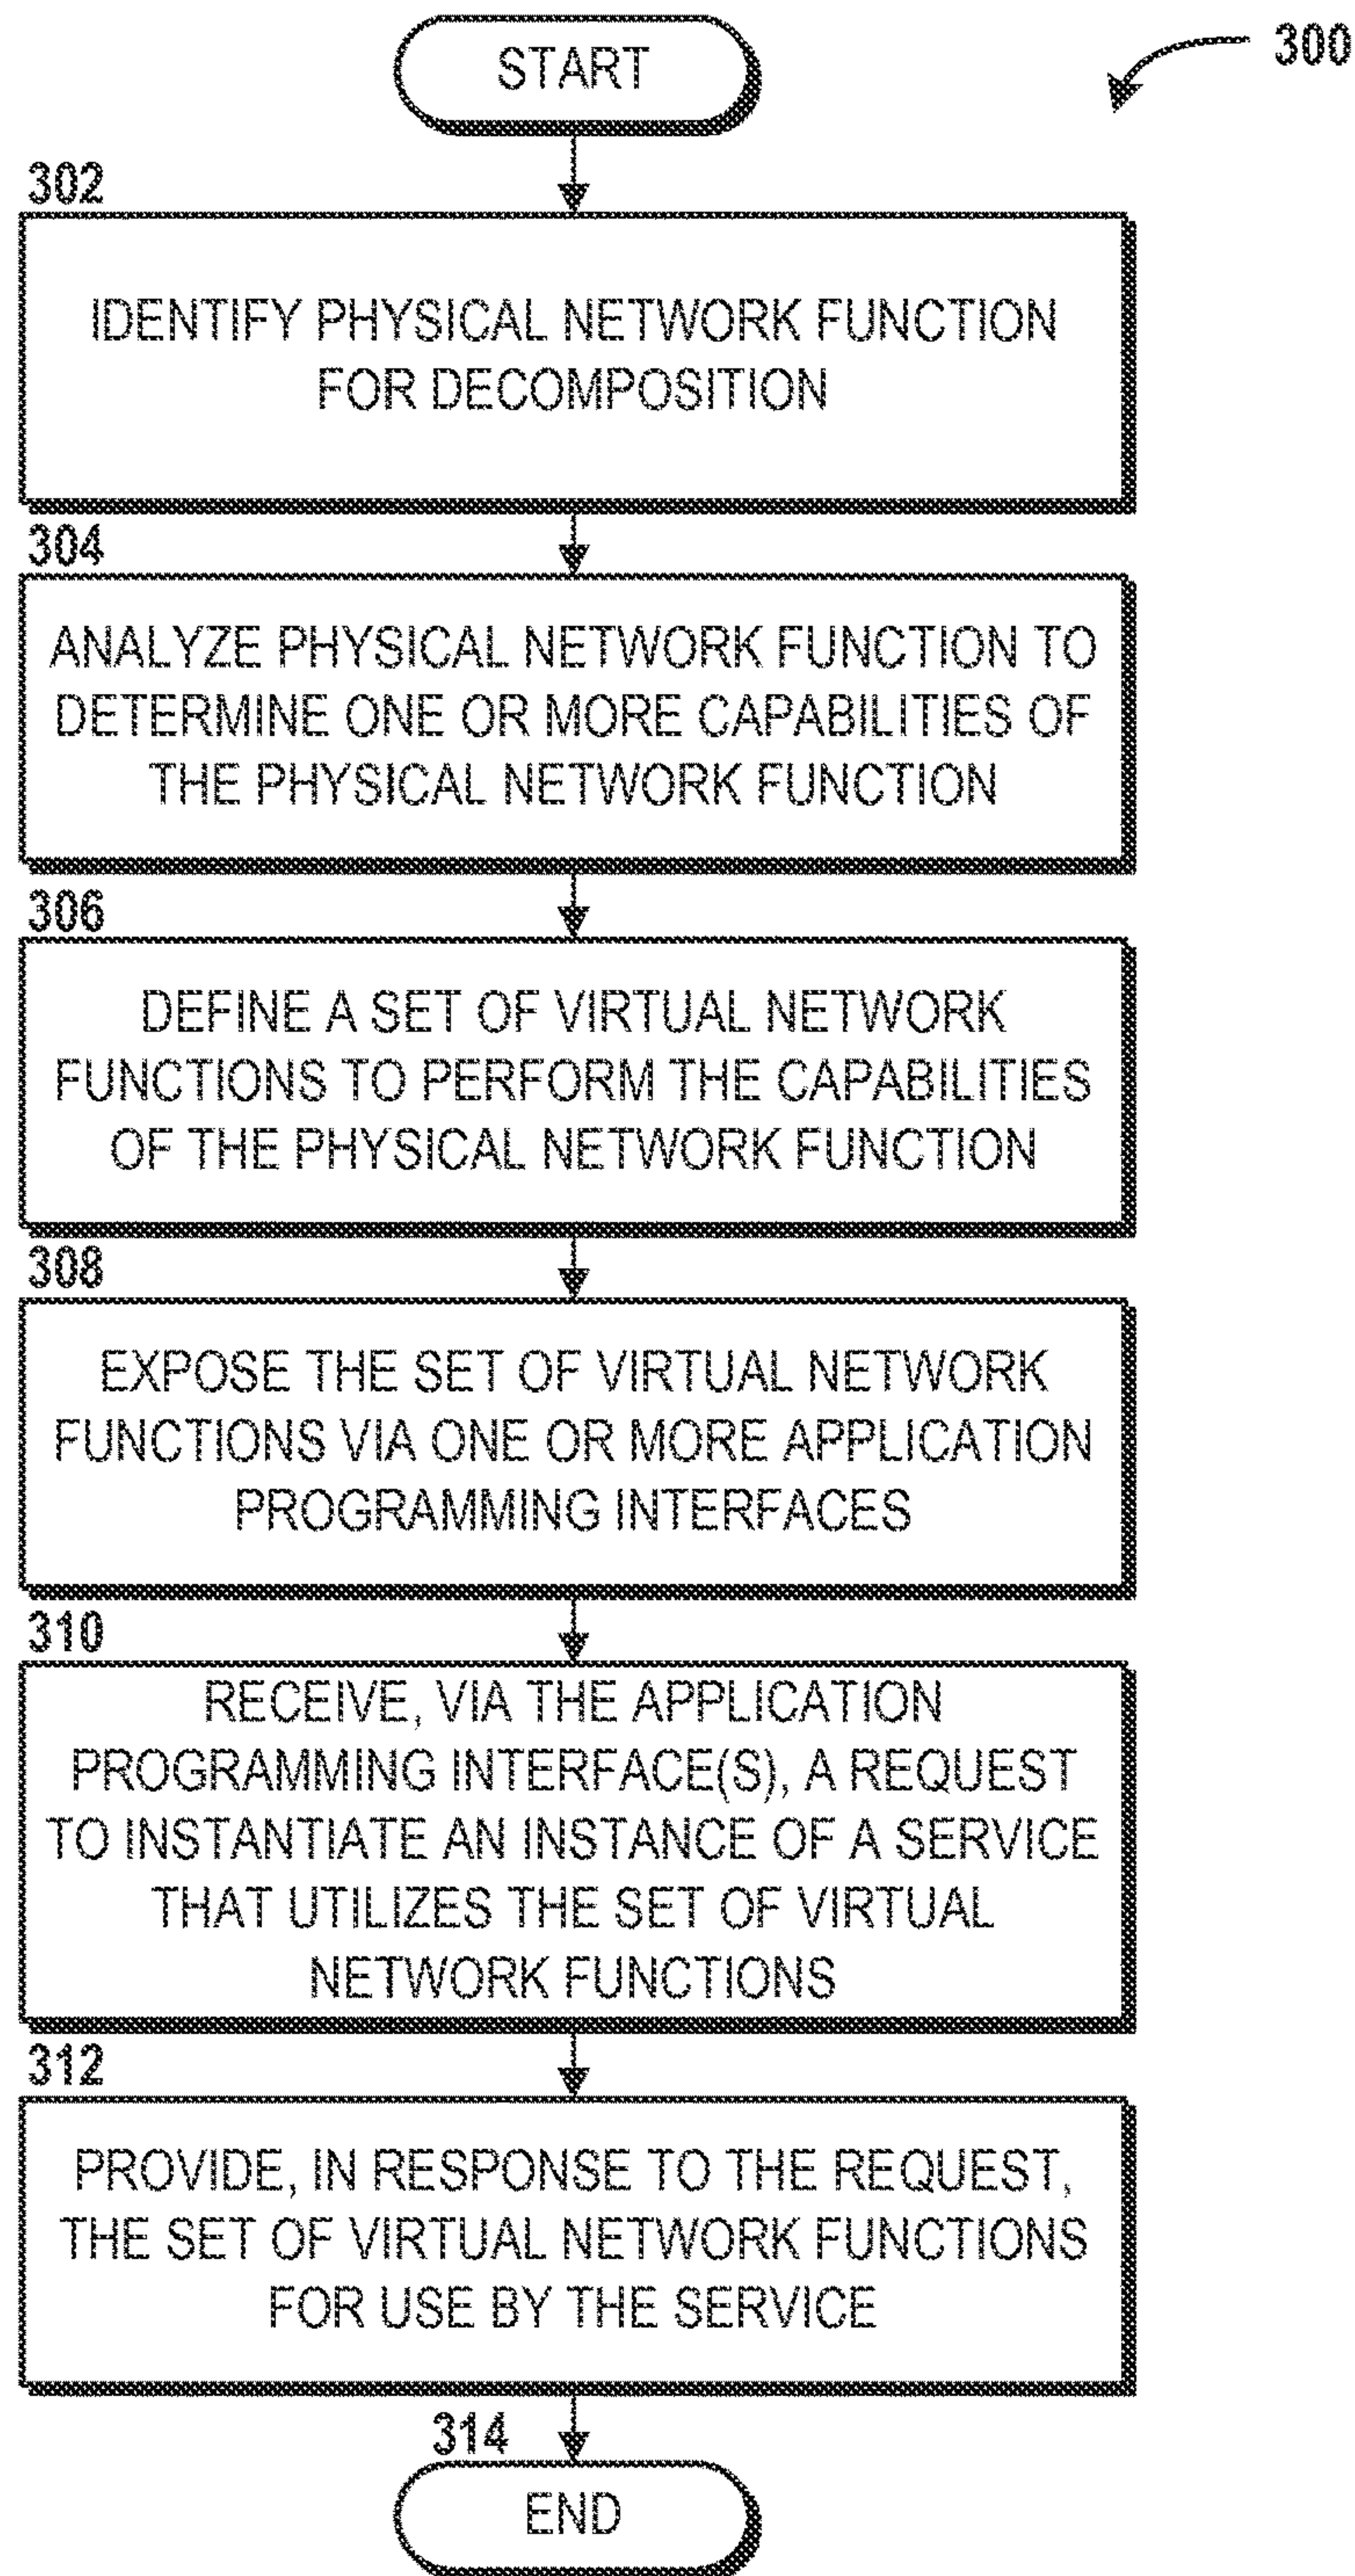 START
300
302
IDENTIFY PHYSICAL NETWORK FUNCTION
FOR DECOMPOSITION
304
ANALYZE PHYSICAL NETWORK FUNCTION TO
DETERMINE ONE OR MORE CAPABILITIES OF
THE PHYSICAL NETWORK FUNCTION
306
DEFINE A SET OF VIRTUAL NETWORK
FUNCTIONS TO PERFORM THE CAPABILITIES
OF THE PHYSICAL NETWORK FUNCTION
308
EXPOSE THE SET OF VIRTUAL NETWORK
FUNCTIONS VIA ONE OR MORE APPLICATION
PROGRAMMING INTERFACES
310
RECEIVE, VIA THE APPLICATION
PROGRAMMING INTERFACE(S), A REQUEST
TO INSTANTIATE AN INSTANCE OF A SERVICE
THAT UTILIZES THE SET OF VIRTUAL
NETWORK FUNCTIONS
312
PROVIDE, IN RESPONSE TO THE REQUEST,
THE SET OF VIRTUAL NETWORK FUNCTIONS
FOR USE BY THE SERVICE
314
END